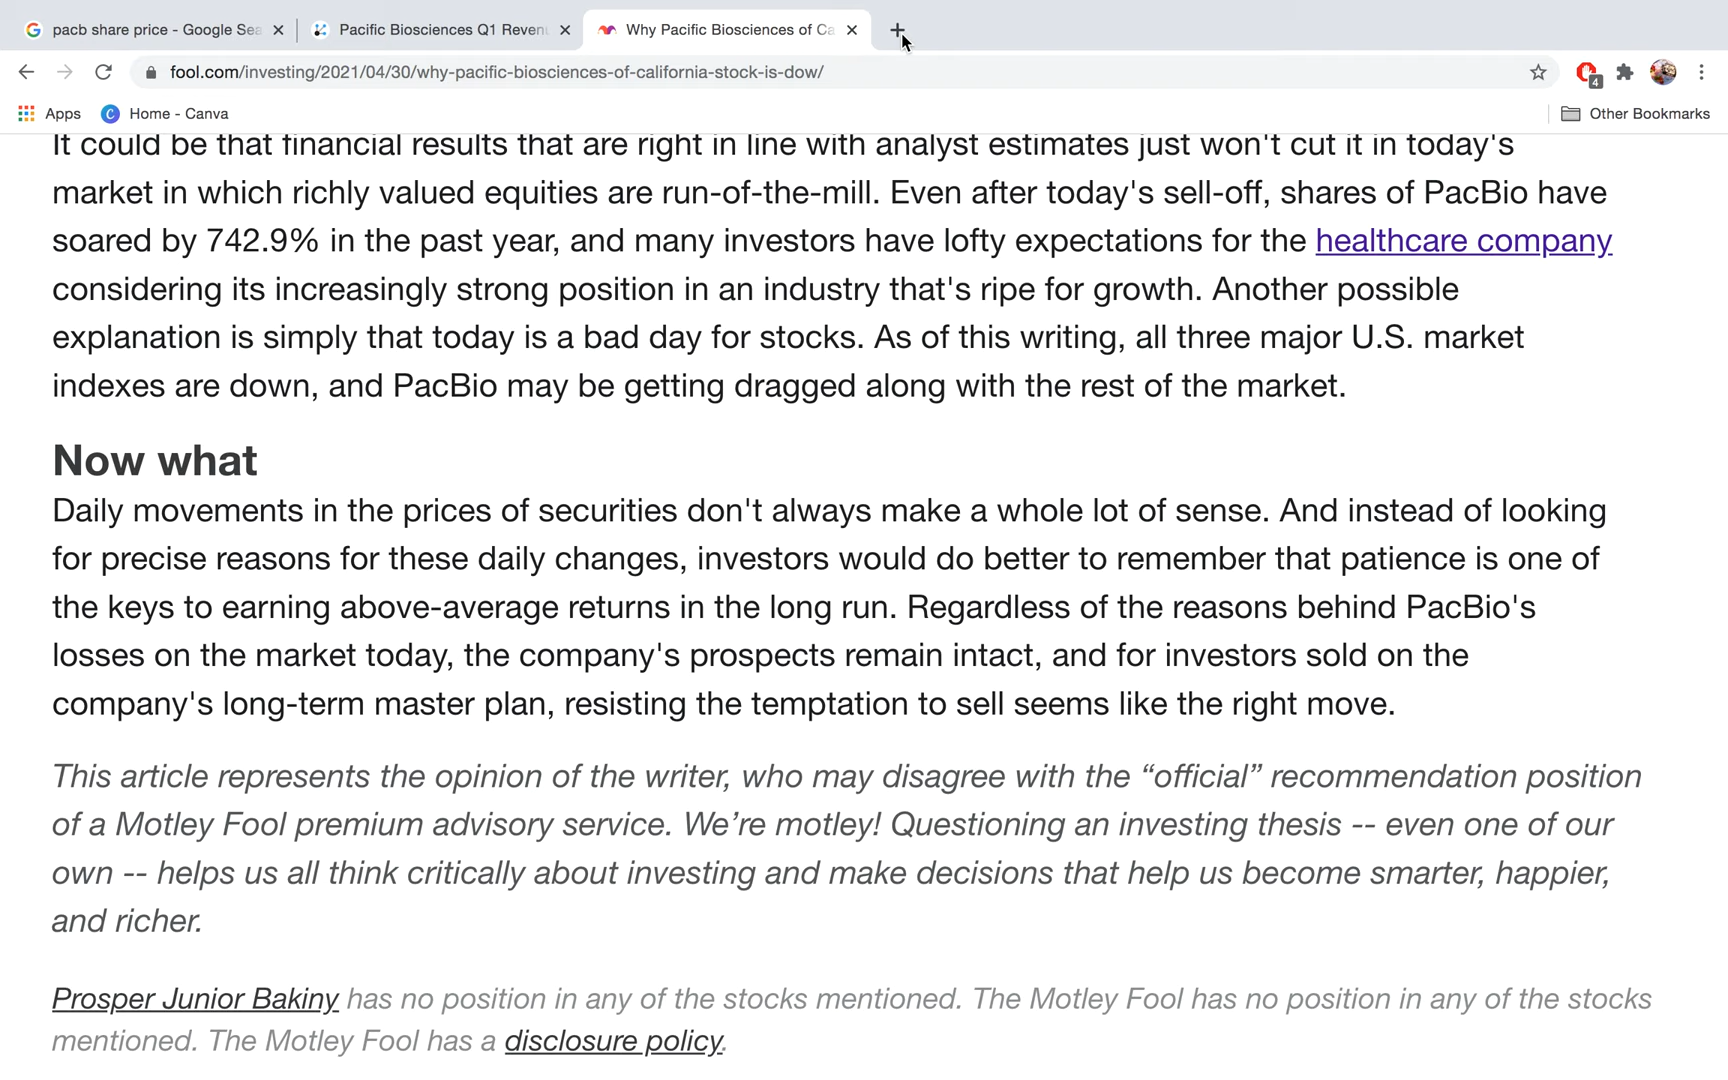 pacb share price - Google Sea
Pacific Biosciences Q1 Reven
Why Pacific Biosciences of Ca
fool.com/investing/2021/04/30/why-pacific-biosciences-of-california-stock-is-dow/
4
Apps
C
Home - Canva
Other Bookmarks
It could be that financial results that are right in line with analyst estimates just won't cut it in today's
market in which richly valued equities are run-of-the-mill. Even after today's sell-off, shares of PacBio have
soared by 742.9% in the past year, and many investors have lofty expectations for the healthcare company
considering its increasingly strong position in an industry that's ripe for growth. Another possible
explanation is simply that today is a bad day for stocks. As of this writing, all three major U.S. market
indexes are down, and PacBio may be getting dragged along with the rest of the market.
Now what
Daily movements in the prices of securities don't always make a whole lot of sense. And instead of looking
for precise reasons for these daily changes, investors would do better to remember that patience is one of
the keys to earning above-average returns in the long run. Regardless of the reasons behind PacBio's
losses on the market today, the company's prospects remain intact, and for investors sold on the
company's long-term master plan, resisting the temptation to sell seems like the right move.
This article represents the opinion of the writer, who may disagree with the “official” recommendation position
of a Motley Fool premium advisory service. We’re motley! Questioning an investing thesis -- even one of our
own -- helps us all think critically about investing and make decisions that help us become smarter, happier,
and richer.
Prosper Junior Bakiny has no position in any of the stocks mentioned. The Motley Fool has no position in any of the stocks
mentioned. The Motley Fool has a disclosure policy.